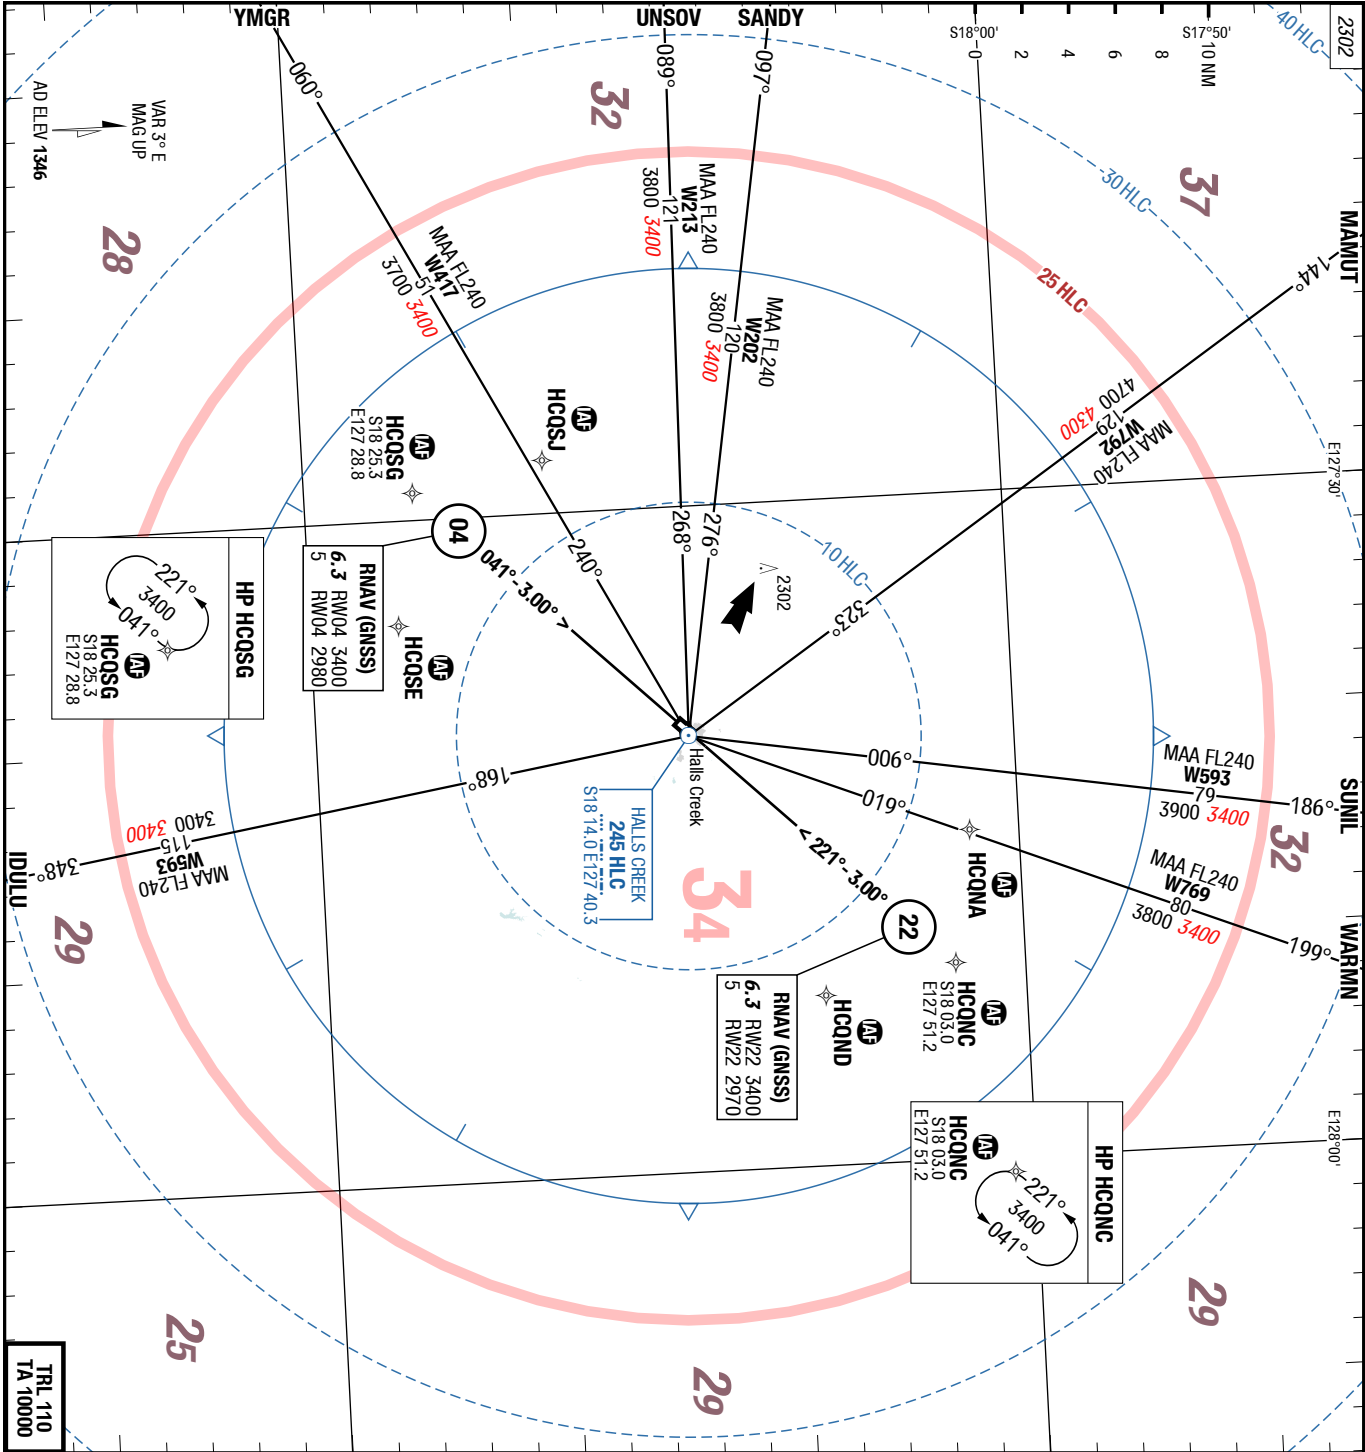 2302
40 HLC
S17°50'
10 NM
8
6
4
2
0
S18°00'
SANDY
UNSOV
YMGR
097°
089°
060°
32
37
30 HLC
MAMUT
144°
VAR 3° E
MAG UP
AD ELEV 1346
28
25 HLC
MAA FL240
W213
121
3800 3400
MAA FL240
W417
51
3700 3400
MAA FL240
W202
120
3800 3400
4700 4300
129
W792
MAA FL240
E127°30'
IAF
HCQSJ
IAF
HCQSG
S18 25.3
E127 28.8
04
041°-3.00° >
240°
268°
276°
10 HLC
323°
2302
RNAV (GNSS)
6.3 RW04 3400
5 RW04 2980
IAF
HCQSE
HP HCQSG
221°
3400
041°
IAF
HCQSG
S18 25.3
E127 28.8
Halls Creek
HALLS CREEK
245 HLC
S18 14.0 E127 40.3
168°
348°
IDULU
3400 3400
115
W593
MAA FL240
29
006°
019°
MAA FL240
W593
79
3900 3400
186°
SUNIL
32
MAA FL240
W769
80
3800 3400
199°
WARMN
IAF
HCQNA
< 221°-3.00°
22
34
IAF
HCQNC
S18 03.0
E127 51.2
IAF
HCQND
RNAV (GNSS)
6.3 RW22 3400
5 RW22 2970
HP HCQNC
221°
3400
041°
IAF
HCQNC
S18 03.0
E127 51.2
E128°00'
29
29
25
TRL 110
TA 10000